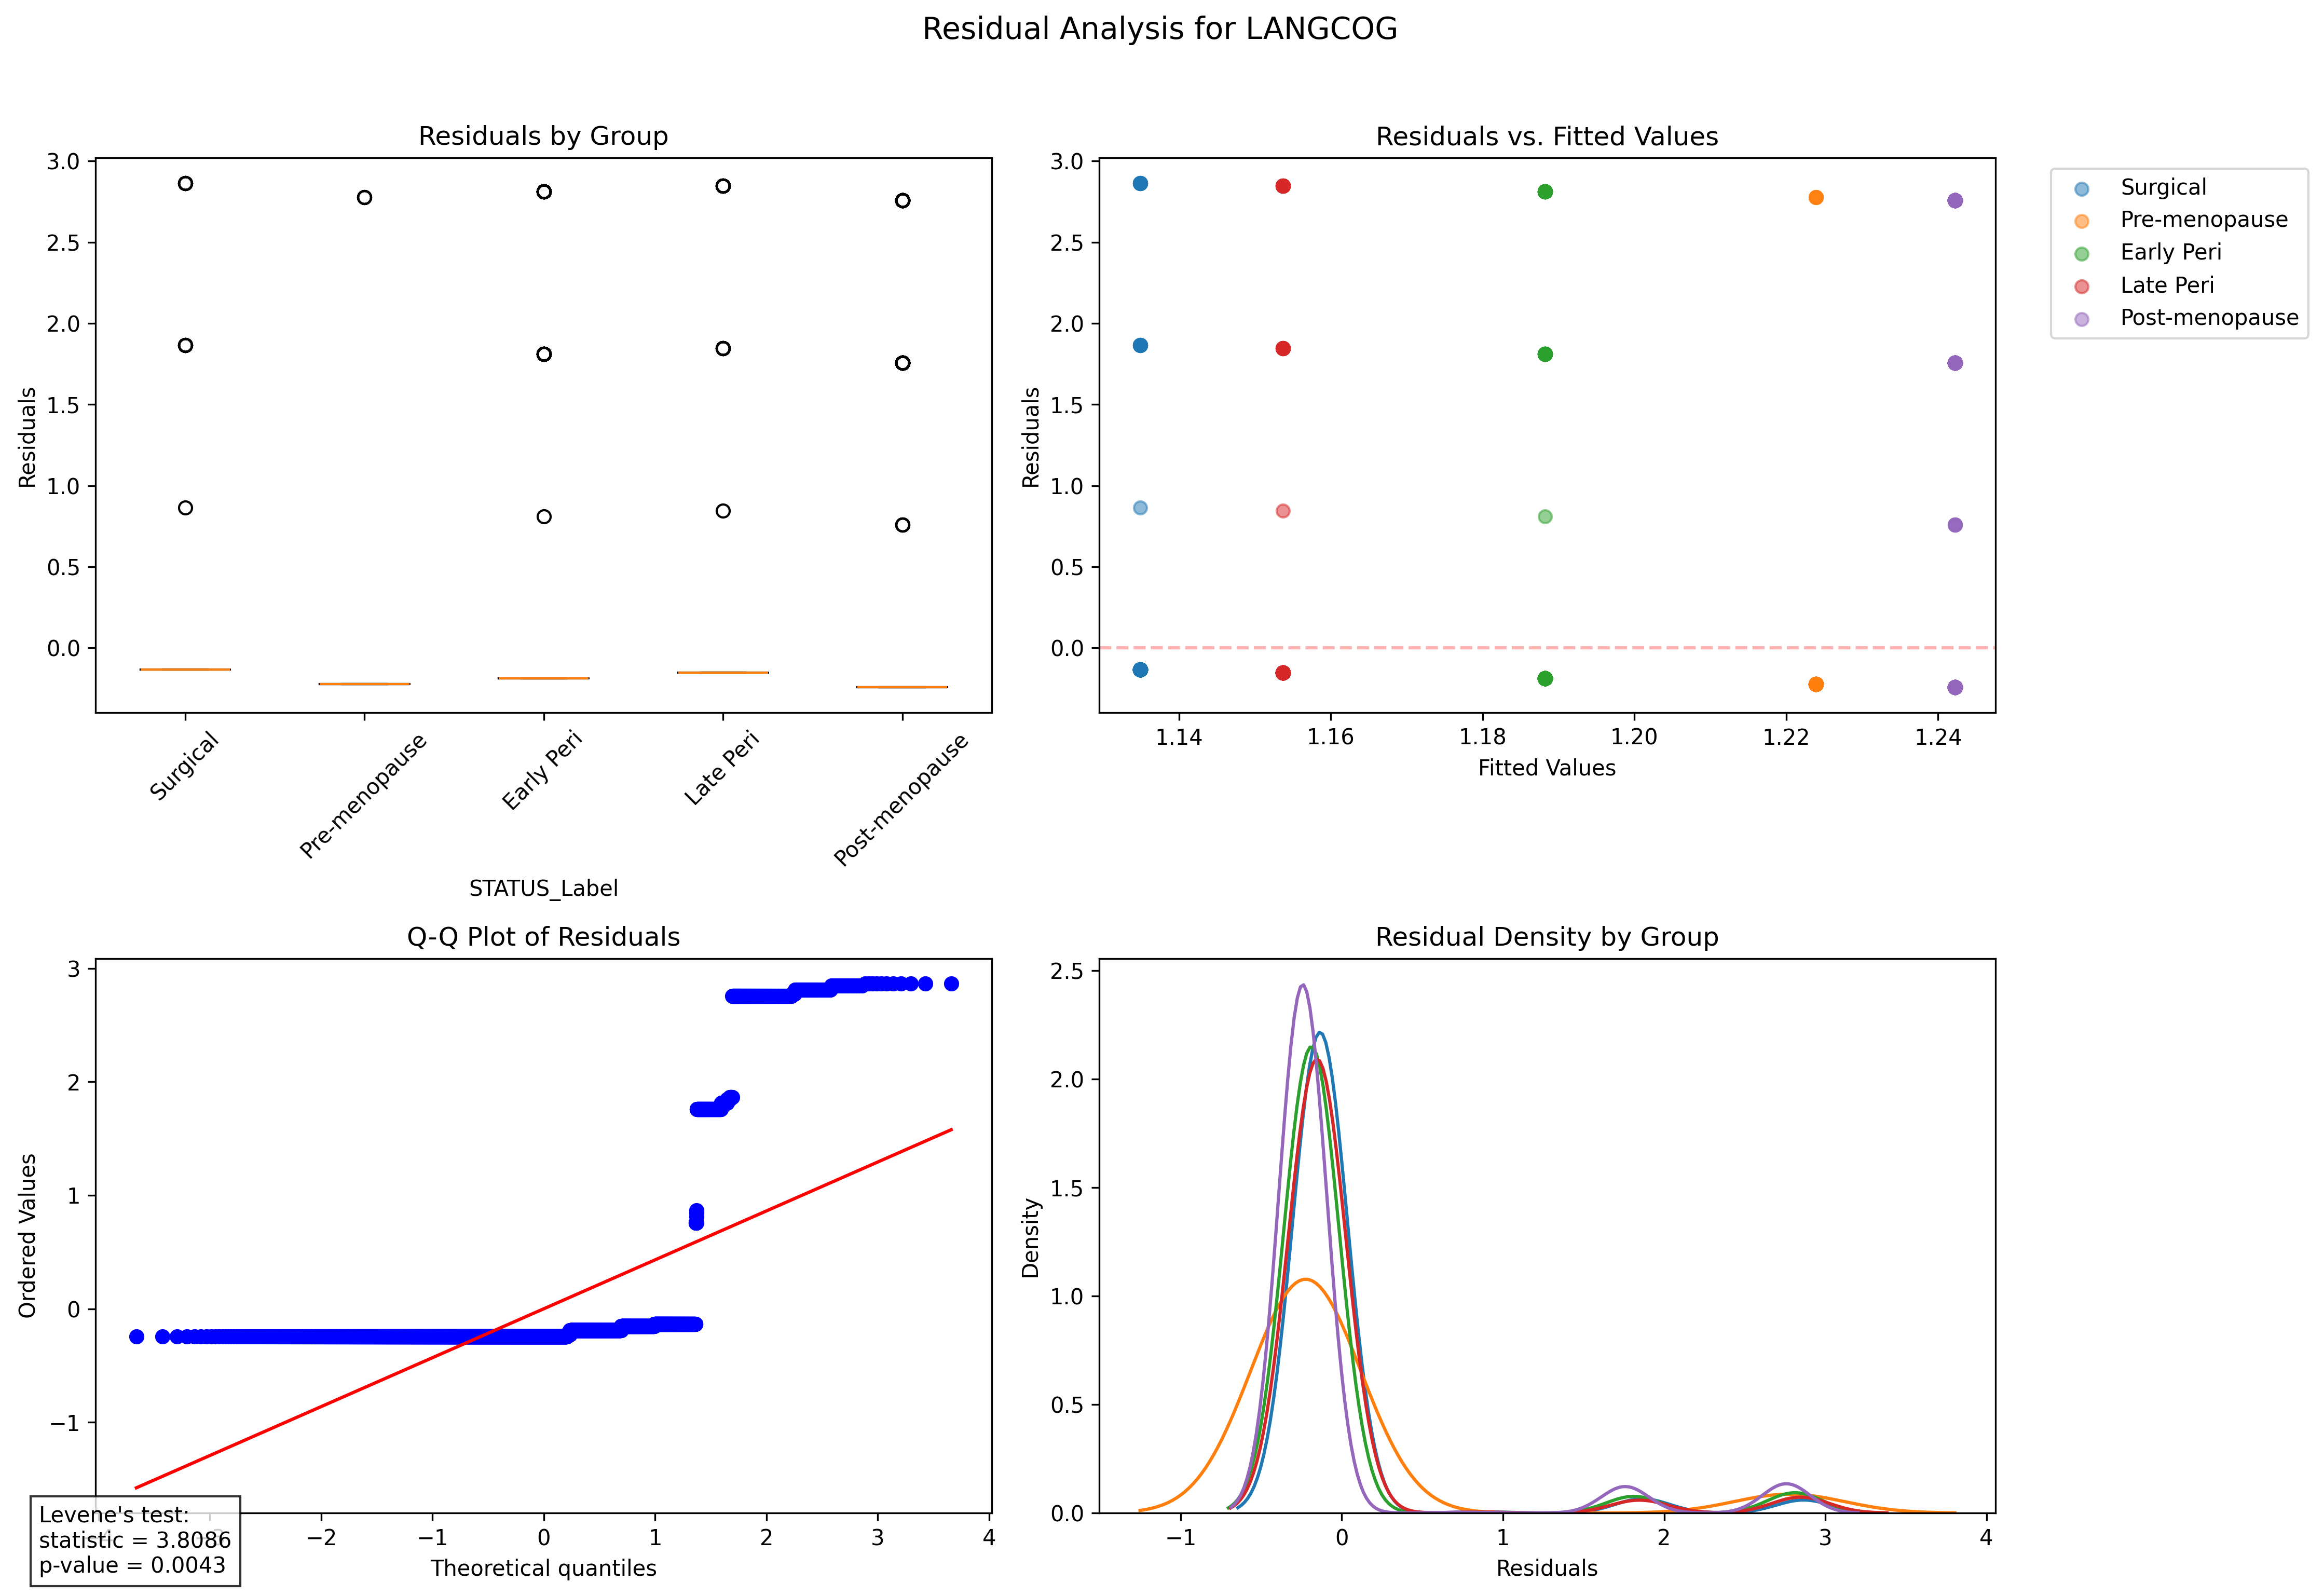 Residual Analysis for LANGCOG
Residuals by Group
Residuals
3.0
2.5
2.0
1.5
1.0
0.5
0.0
Surgical
Pre-menopause
Early Peri
Late Peri
Post-menopause
STATUS_Label
Residuals vs. Fitted Values
Residuals
3.0
2.5
2.0
1.5
1.0
0.5
0.0
1.14 1.16 1.18 1.20 1.22 1.24
Fitted Values
Surgical
Pre-menopause
Early Peri
Late Peri
Post-menopause
Q-Q Plot of Residuals
Ordered Values
3
2
1
0
−1
−2 −1 0 1 2 3 4
Theoretical quantiles
Levene's test:
statistic = 3.8086
p-value = 0.0043
Residual Density by Group
Density
2.5
2.0
1.5
1.0
0.5
0.0
−1 0 1 2 3 4
Residuals